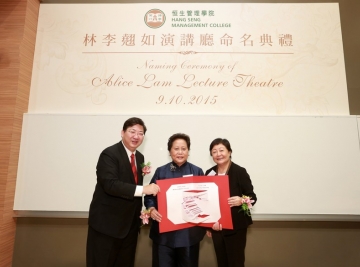 恒生管理學院
HANG SENG
MANAGEMENT COLLEGE
林李翹如演講廳命名典禮
Naming Ceremony of
Alice Lam Lecture Theatre
9.10.2015